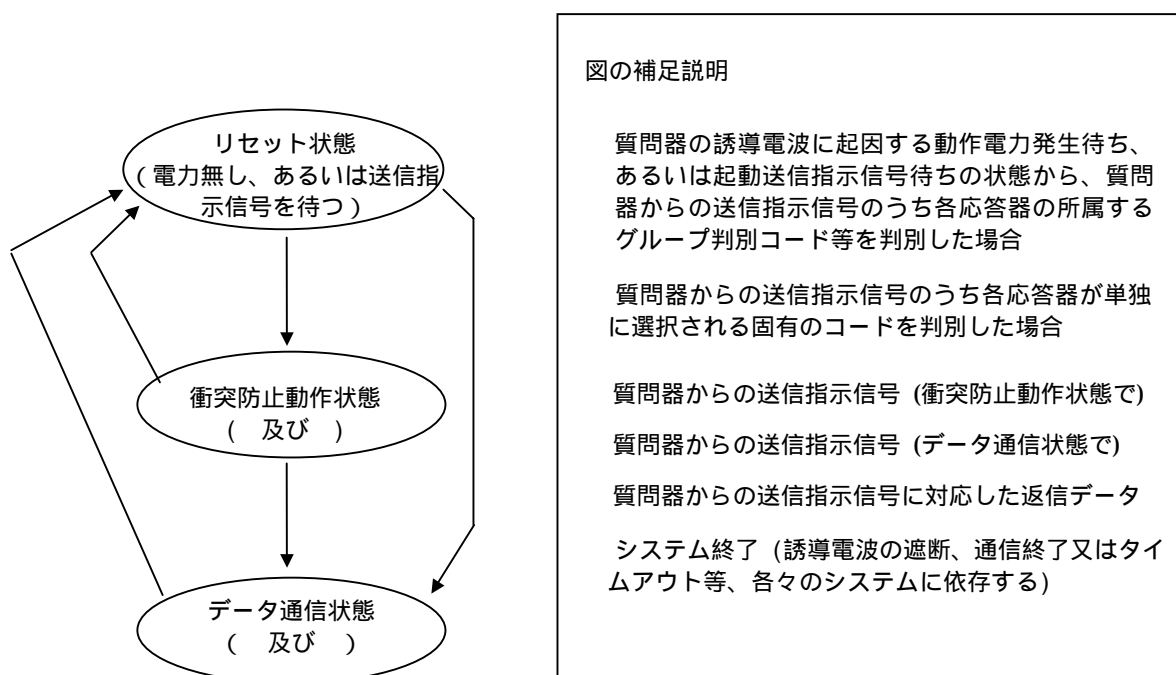 リセット状態
(電力無し、あるいは送信指
示信号を待つ)
衝突防止動作状態
( 及び )
データ通信状態
( 及び )
図の補足説明
質問器の誘導電波に起因する動作電力発生待ち、
あるいは起動送信指示信号待ちの状態から、質問
器からの送信指示信号のうち各応答器の所属する
グループ判別コード等を判別した場合
質問器からの送信指示信号のうち各応答器が単独
に選択される固有のコードを判別した場合
質問器からの送信指示信号 (衝突防止動作状態で)
質問器からの送信指示信号 (データ通信状態で)
質問器からの送信指示信号に対応した返信データ
システム終了 (誘導電波の遮断、通信終了又はタイ
ムアウト等、各々のシステムに依存する)